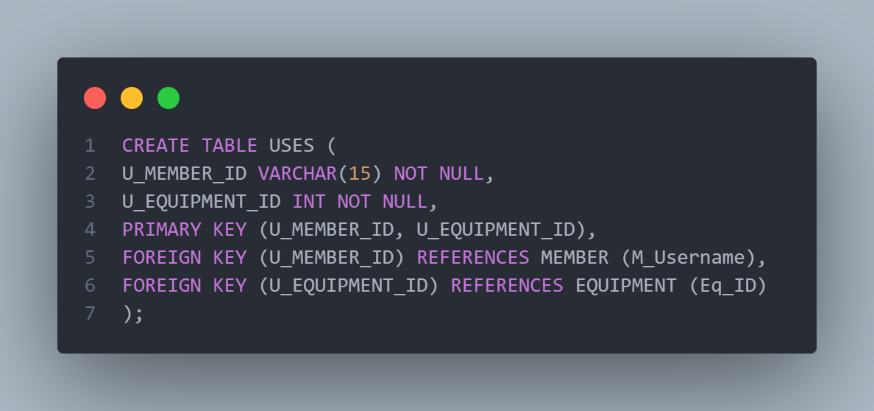 1 CREATE TABLE USES (
2 U_MEMBER_ID VARCHAR(15) NOT NULL,
3 U_EQUIPMENT_ID INT NOT NULL,
4 PRIMARY KEY (U_MEMBER_ID, U_EQUIPMENT_ID),
5 FOREIGN KEY (U_MEMBER_ID) REFERENCES MEMBER (M_Username),
6 FOREIGN KEY (U_EQUIPMENT_ID) REFERENCES EQUIPMENT (Eq_ID)
7 );